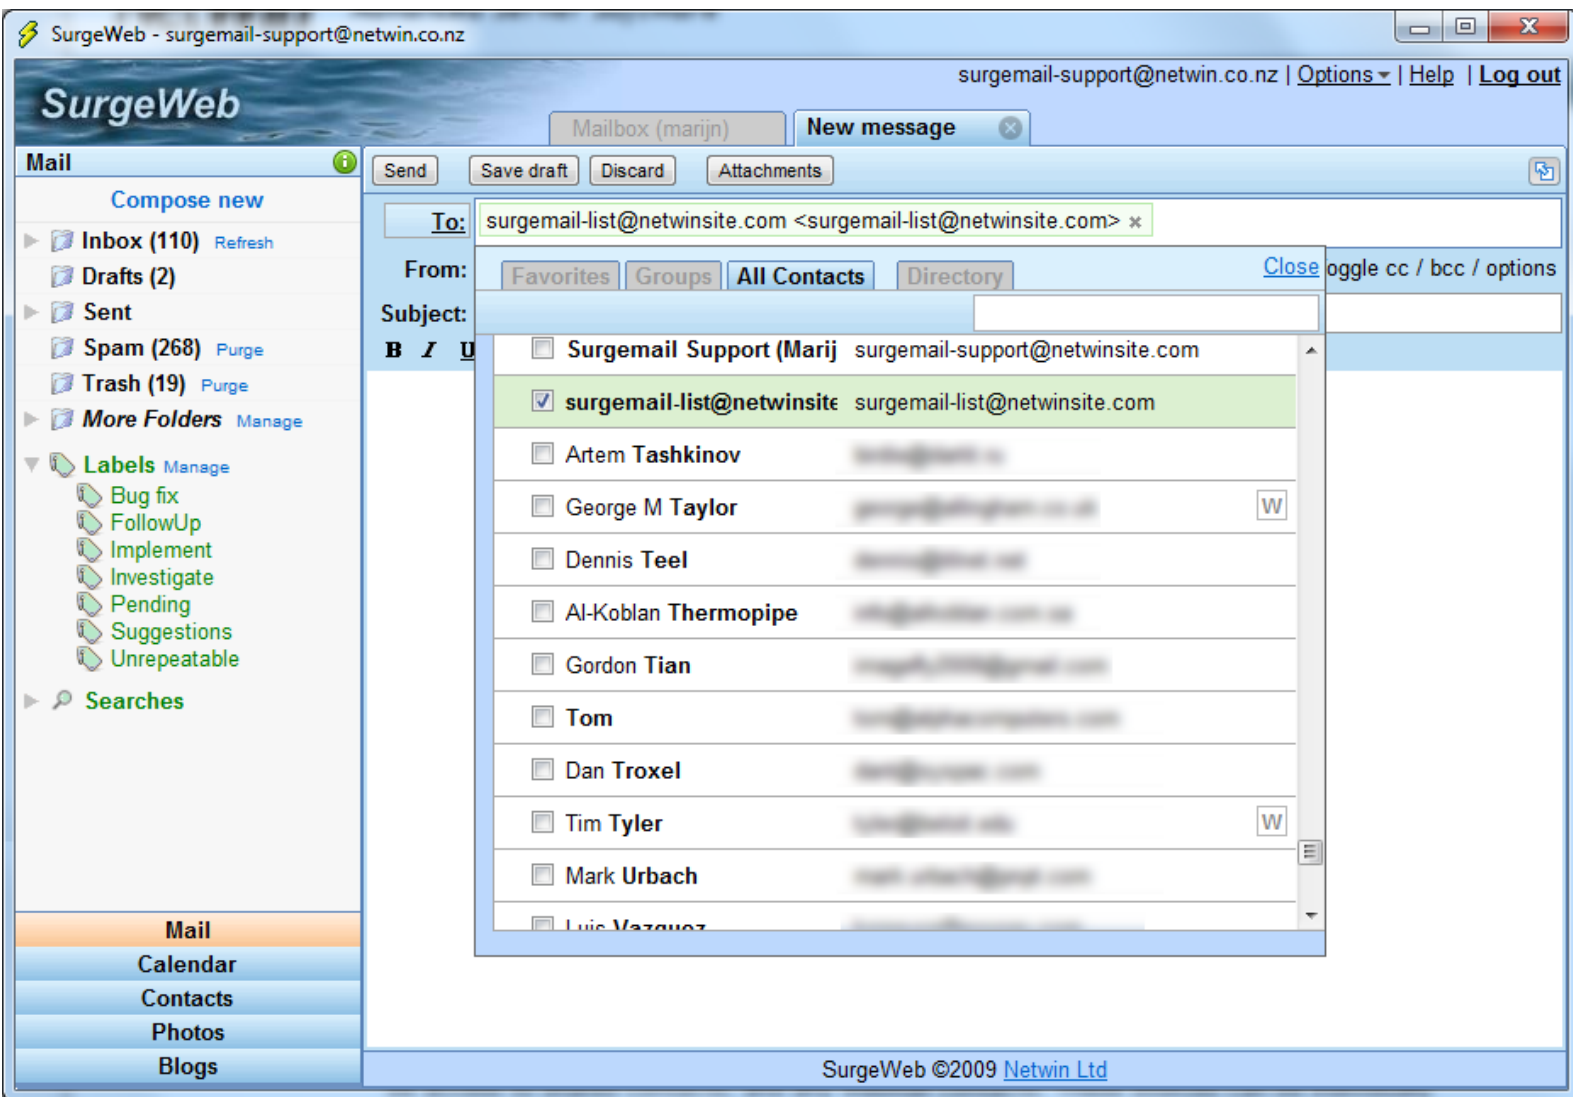 SurgeWeb - surgemail-support@netwin.co.nz
surgemail-support@netwin.co.nz | Options | Help | Log out
SurgeWeb
Mailbox (marijn) New message
Mail
Compose new
Inbox (110) Refresh
Drafts (2)
Sent
Spam (268) Purge
Trash (19) Purge
More Folders Manage
Labels Manage
Bug fix
FollowUp
Implement
Investigate
Pending
Suggestions
Unrepeatable
Searches
Mail
Calendar
Contacts
Photos
Blogs
Send Save draft Discard Attachments
To: surgemail-list@netwinsite.com <surgemail-list@netwinsite.com>
From: oggle cc / bcc / options
Subject:
B I U
Favorites Groups All Contacts Directory Close
Surgemail Support (Marij surgemail-support@netwinsite.com
surgemail-list@netwinsite surgemail-list@netwinsite.com
Artem Tashkinov
George M Taylor W
Dennis Teel
Al-Koblan Thermopipe
Gordon Tian
Tom
Dan Troxel
Tim Tyler W
Mark Urbach
Luis Vazquez
SurgeWeb ©2009 Netwin Ltd